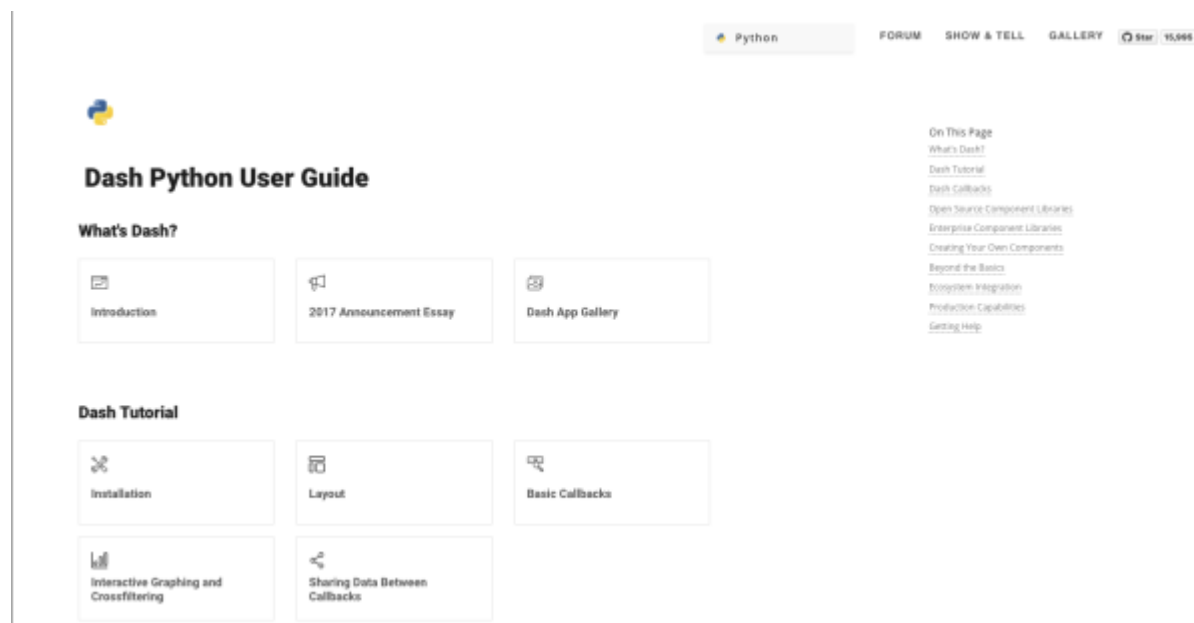 Python
FORUM SHOW & TELL GALLERY Star 15,995
Dash Python User Guide
What's Dash?
Introduction
2017 Announcement Essay
Dash App Gallery
Dash Tutorial
Installation
Layout
Basic Callbacks
Interactive Graphing and
Crossfiltering
Sharing Data Between
Callbacks
On This Page
What's Dash?
Dash Tutorial
Dash Callbacks
Open Source Component Libraries
Enterprise Component Libraries
Creating Your Own Components
Beyond the Basics
Ecosystem Integration
Production Capabilities
Getting Help